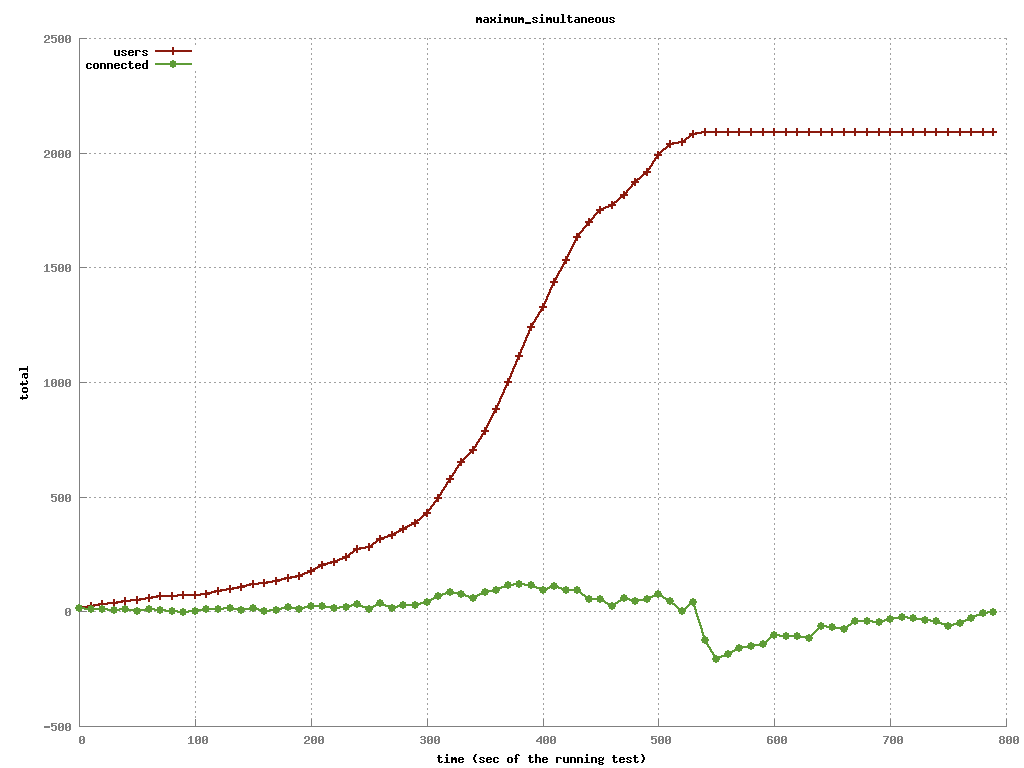 maximum_simultaneous
2500
users
connected
2000
1500
total
1000
500
0
-500
0 100 200 300 400 500 600 700 800
time (sec of the running test)